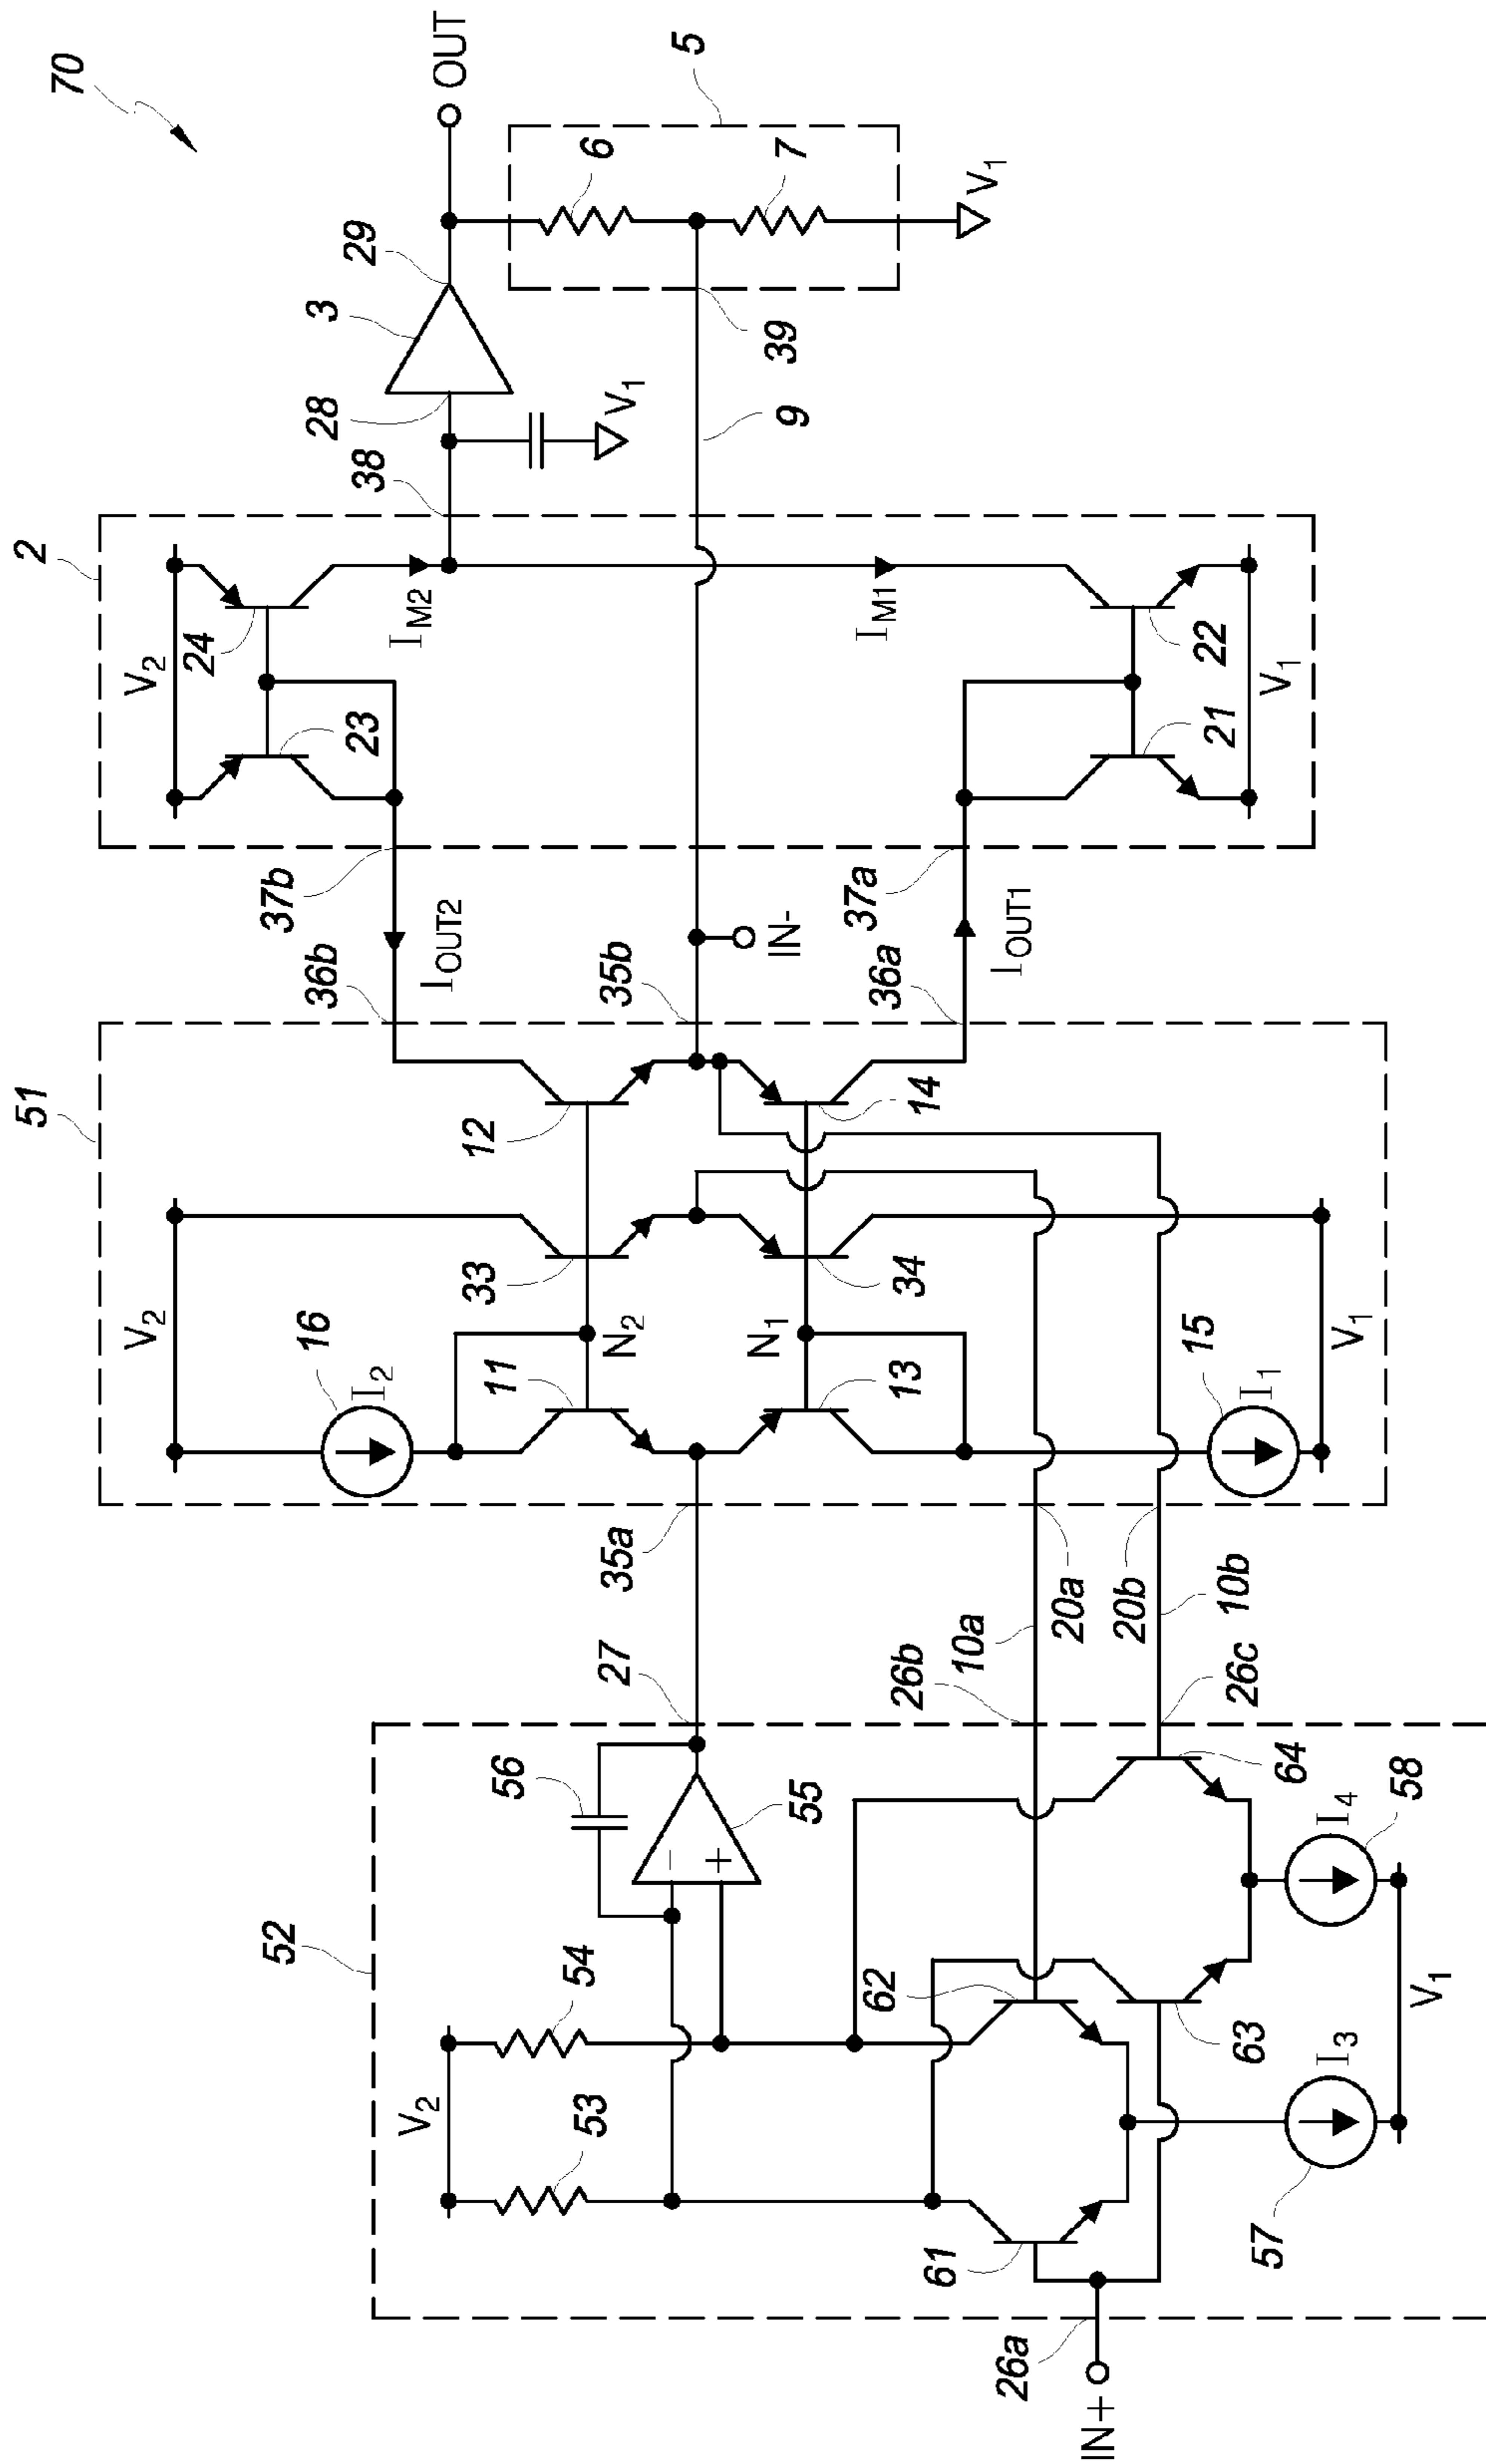 70
2
V2
24
23
IM2
IM1
V1
22
21
38
28
3
29
OUT
6
5
7
V1
39
9
V1
37b
IOUT2
36b
35b
IN-
37a
IOUT1
36a
51
V2
16
I2
12
33
N2
11
N1
13
34
14
15
I1
V1
35a
27
10a
20a
20b
10b
26b
26c
52
56
55
−
+
54
53
V2
62
64
63
61
I4
58
I3
57
V1
26a
IN+